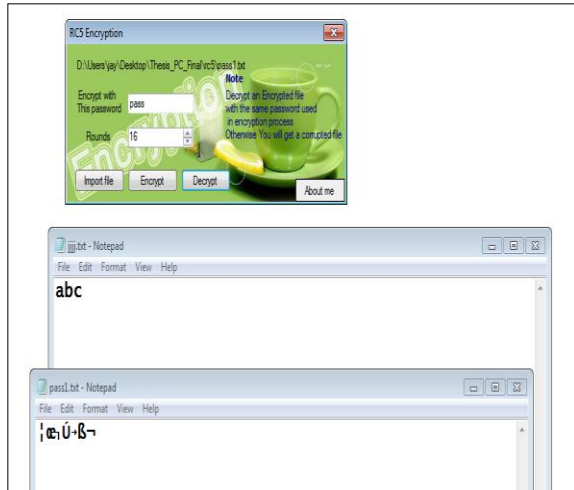 RC5 Encryption
D:\Users\jay\Desktop\Thesis_PC_Final\rc5\pass1.txt
Note
Decrypt an Encrypted file
with the same password used
in encryption process
Otherwise You will get a corrupted file
Encrypt with
This password
pass
Rounds
16
Encryption
Import file Encrypt Decrypt
About me
jjj.txt - Notepad
File Edit Format View Help
abc
pass1.txt - Notepad
File Edit Format View Help